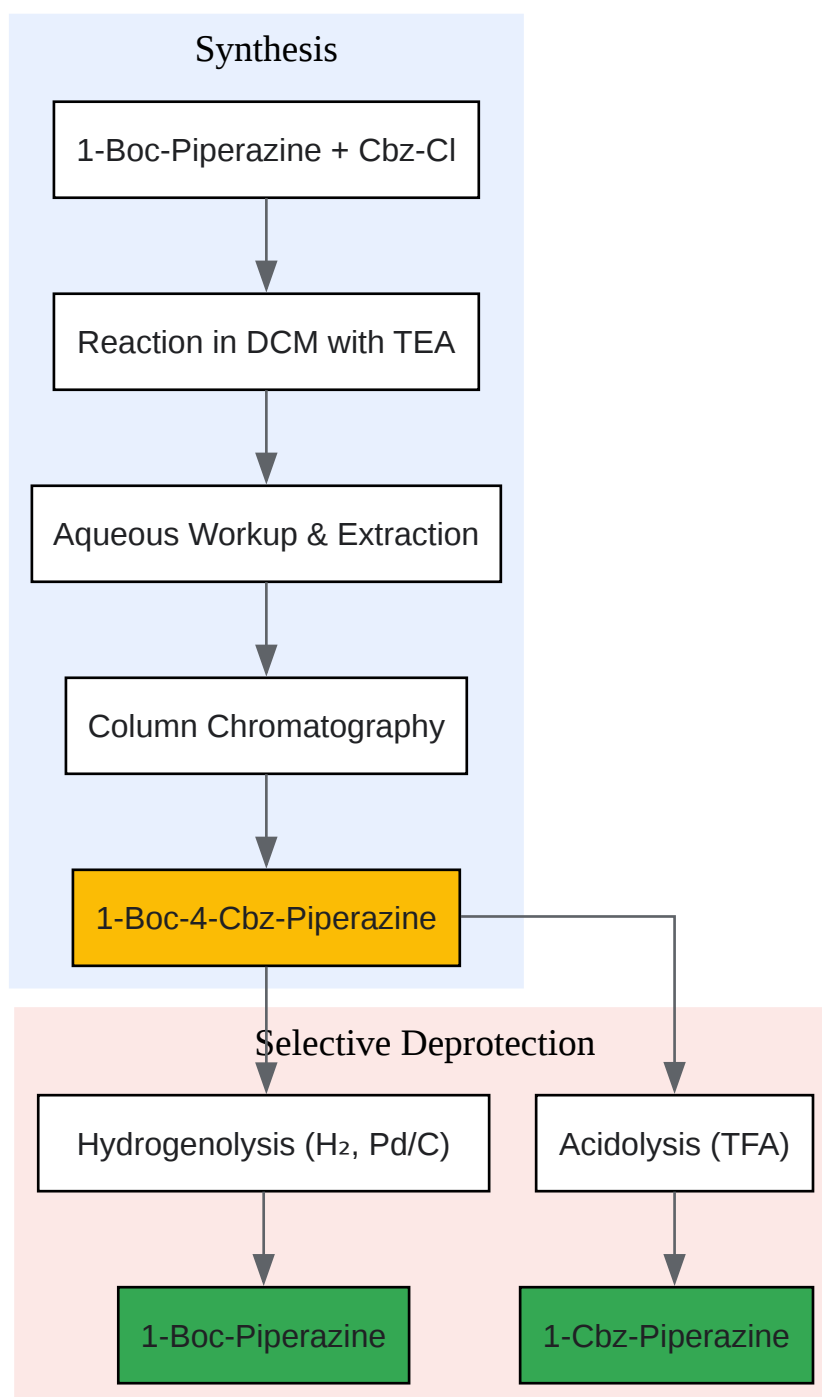 Synthesis
1-Boc-Piperazine + Cbz-Cl
Reaction in DCM with TEA
Aqueous Workup & Extraction
Column Chromatography
1-Boc-4-Cbz-Piperazine
Selective Deprotection
Hydrogenolysis (H₂, Pd/C)
Acidolysis (TFA)
1-Boc-Piperazine
1-Cbz-Piperazine